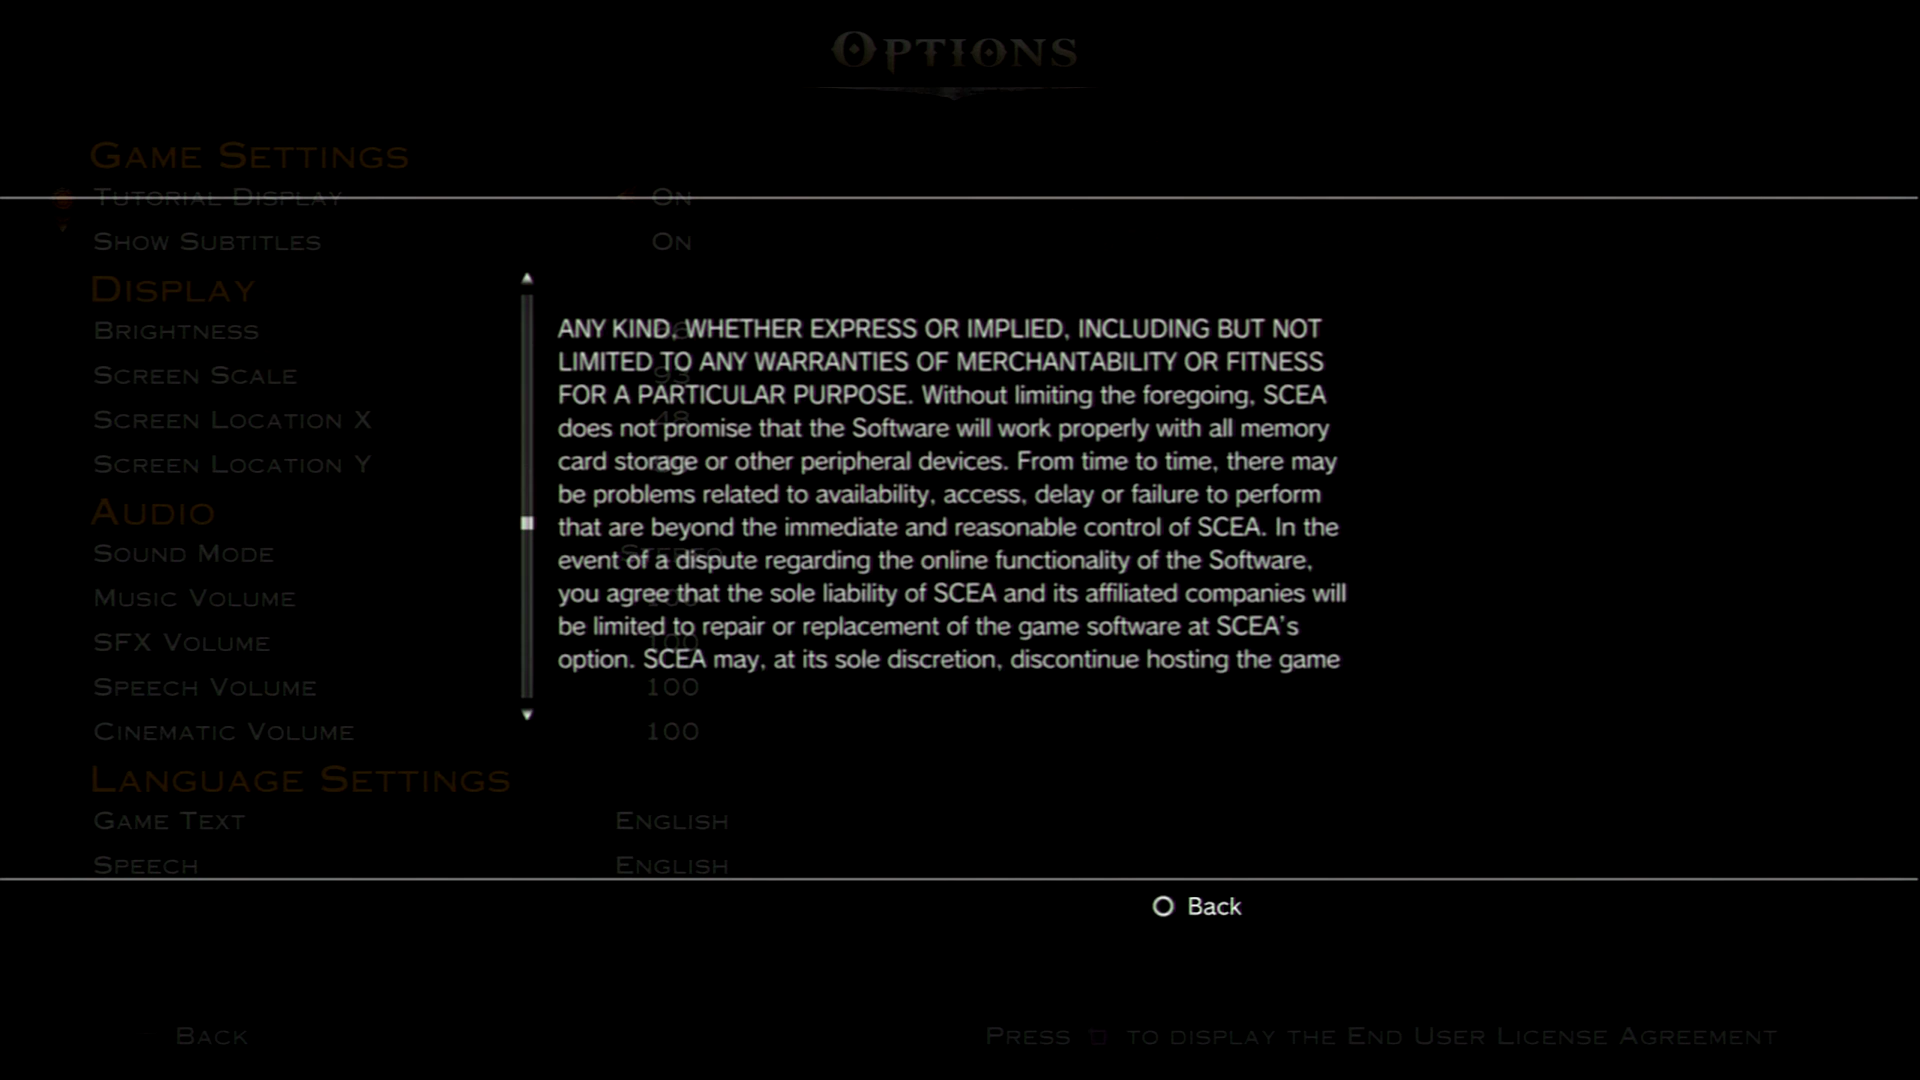 Options
Game Settings
Tutorial Display On
Show Subtitles On
Display
Brightness
Screen Scale 93
Screen Location X 48
Screen Location Y
Audio
Sound Mode Stereo
Music Volume 100
SFX Volume 100
Speech Volume 100
Cinematic Volume 100
Language Settings
Game Text English
Speech English
ANY KIND, WHETHER EXPRESS OR IMPLIED, INCLUDING BUT NOT
LIMITED TO ANY WARRANTIES OF MERCHANTABILITY OR FITNESS
FOR A PARTICULAR PURPOSE. Without limiting the foregoing, SCEA
does not promise that the Software will work properly with all memory
card storage or other peripheral devices. From time to time, there may
be problems related to availability, access, delay or failure to perform
that are beyond the immediate and reasonable control of SCEA. In the
event of a dispute regarding the online functionality of the Software,
you agree that the sole liability of SCEA and its affiliated companies will
be limited to repair or replacement of the game software at SCEA's
option. SCEA may, at its sole discretion, discontinue hosting the game
Back
Back
Press to display the End User License Agreement